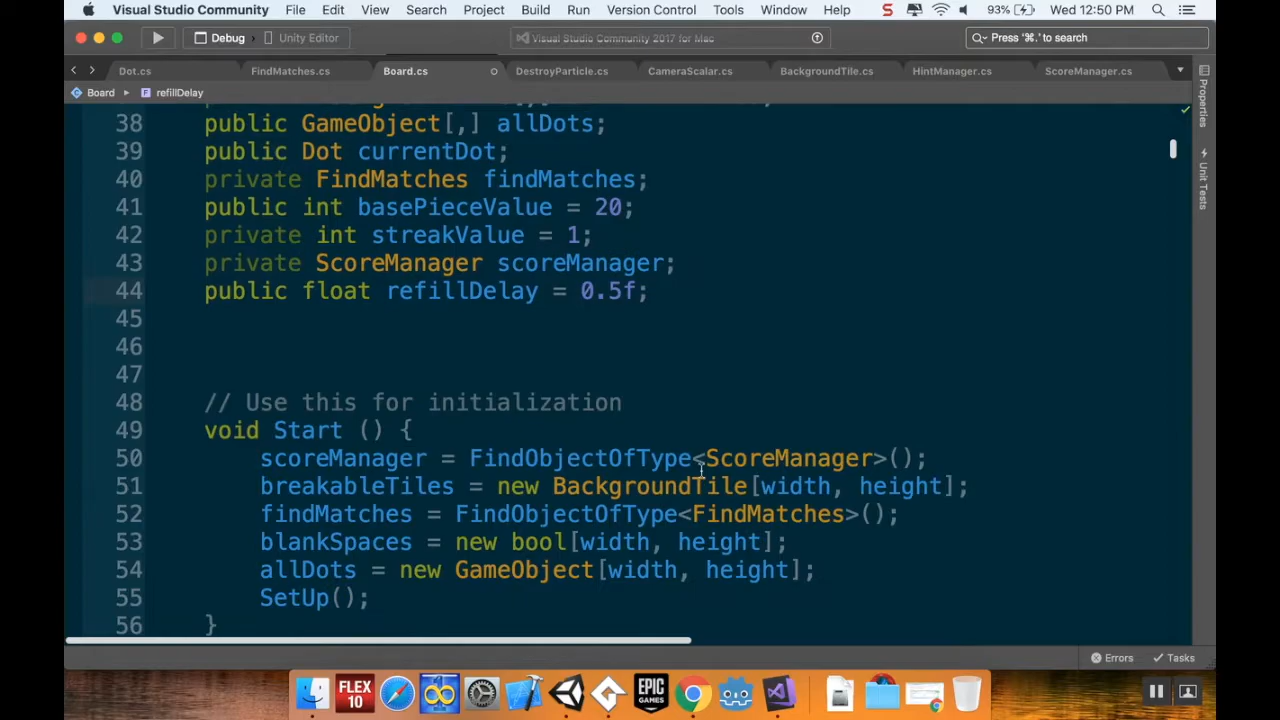 Visual Studio Community File Edit View Search Project Build Run Version Control Tools Window Help 93% Wed 12:50 PM
Debug Unity Editor Visual Studio Community 2017 for Mac Press '⌘.' to search
Dot.cs FindMatches.cs Board.cs DestroyParticle.cs CameraScalar.cs BackgroundTile.cs HintManager.cs ScoreManager.cs
Board refillDelay
38 public GameObject[,] allDots;
39 public Dot currentDot;
40 private FindMatches findMatches;
41 public int basePieceValue = 20;
42 private int streakValue = 1;
43 private ScoreManager scoreManager;
44 public float refillDelay = 0.5f;
45
46
47
48 // Use this for initialization
49 void Start () {
50 scoreManager = FindObjectOfType<ScoreManager>();
51 breakableTiles = new BackgroundTile[width, height];
52 findMatches = FindObjectOfType<FindMatches>();
53 blankSpaces = new bool[width, height];
54 allDots = new GameObject[width, height];
55 SetUp();
56 }
Properties
Unit Tests
Errors Tasks
FLEX 10
EPIC GAMES